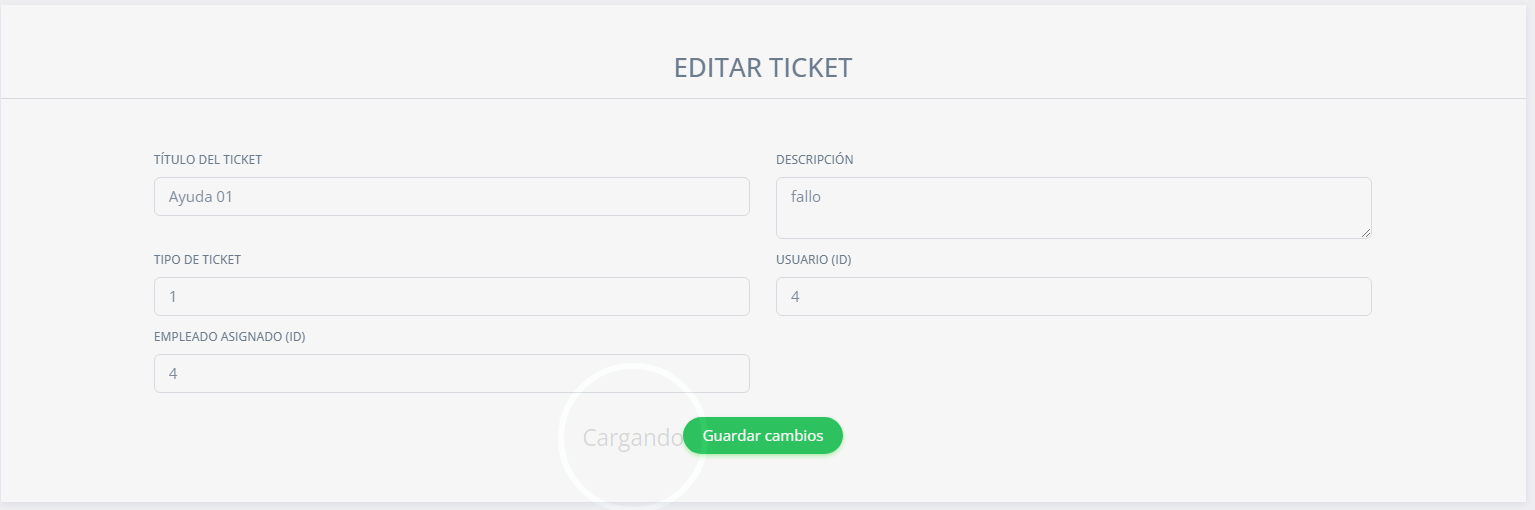 EDITAR TICKET
TÍTULO DEL TICKET
DESCRIPCIÓN
Ayuda 01
fallo
TIPO DE TICKET
USUARIO (ID)
1
4
EMPLEADO ASIGNADO (ID)
4
Cargando
Guardar cambios